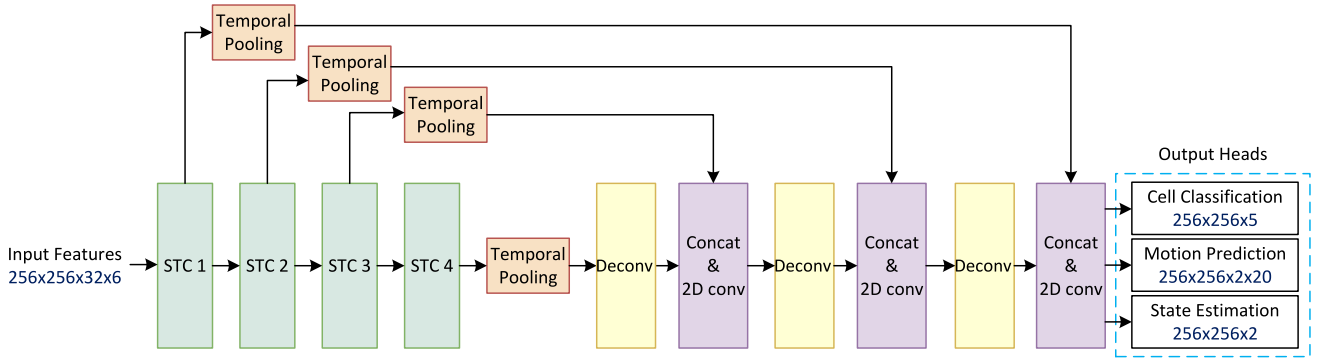 Temporal
Pooling
Temporal
Pooling
Temporal
Pooling
Output Heads
Input Features
256x256x32x6
STC 1
STC 2
STC 3
STC 4
Temporal
Pooling
Deconv
Concat
&
2D conv
Deconv
Concat
&
2D conv
Deconv
Concat
&
2D conv
Cell Classification
256x256x5
Motion Prediction
256x256x2x20
State Estimation
256x256x2